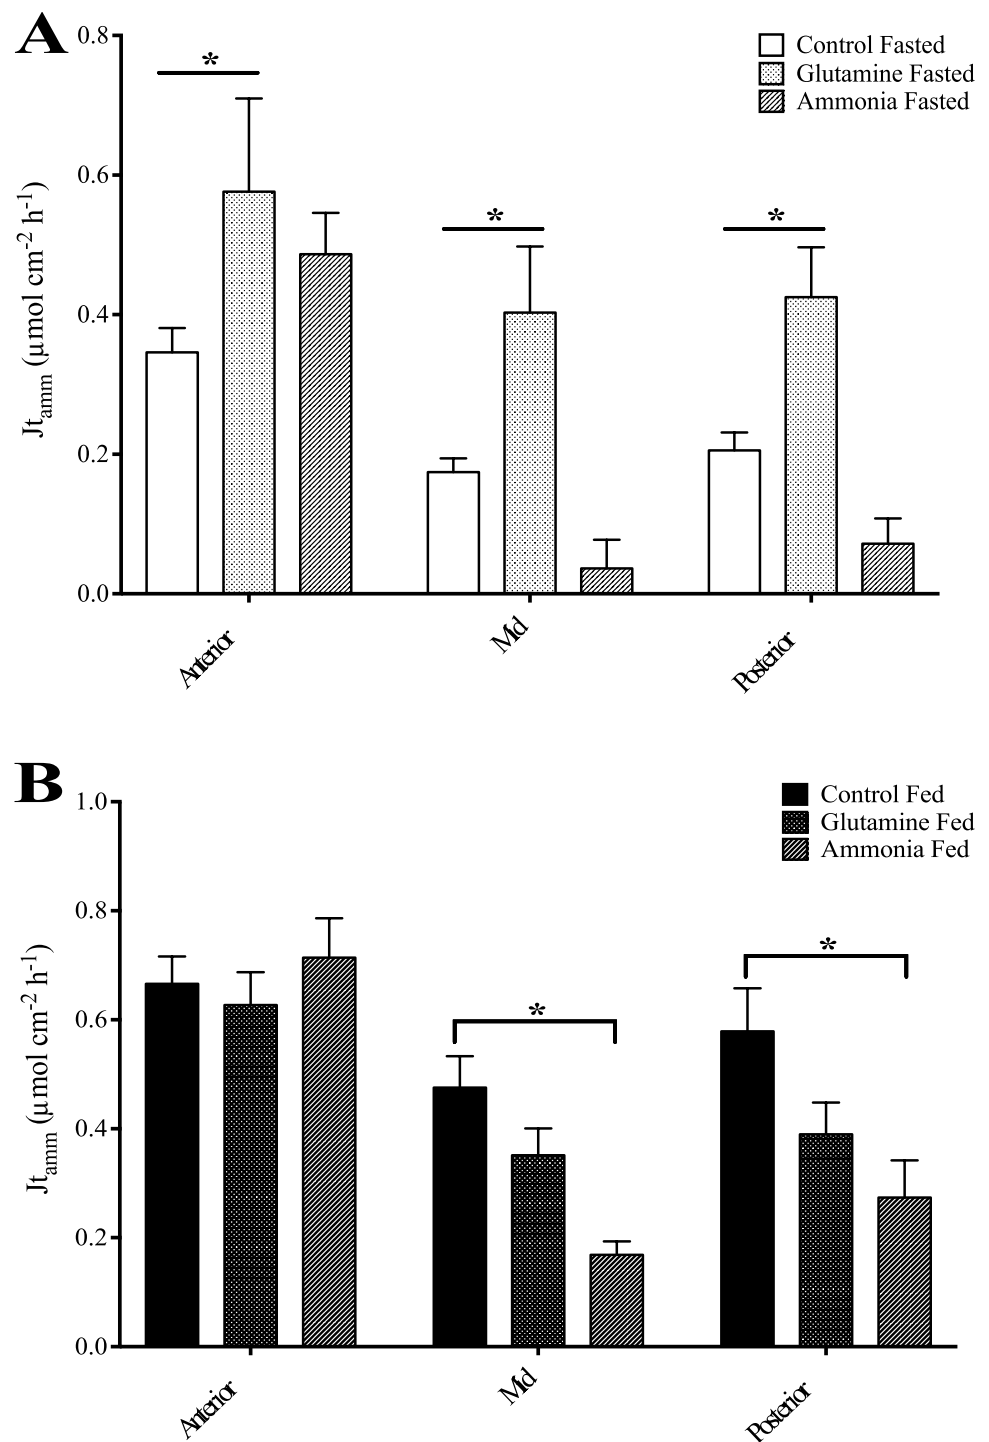 A
0.8
*
Control Fasted
Glutamine Fasted
Ammonia Fasted
0.6
*
*
Jtamm (µmol cm-2 h-1)
0.4
0.2
0.0
Anterior
Mid
Posterior
B
1.0
Control Fed
Glutamine Fed
Ammonia Fed
0.8
*
*
Jtamm (µmol cm-2 h-1)
0.6
0.4
0.2
0.0
Anterior
Mid
Posterior